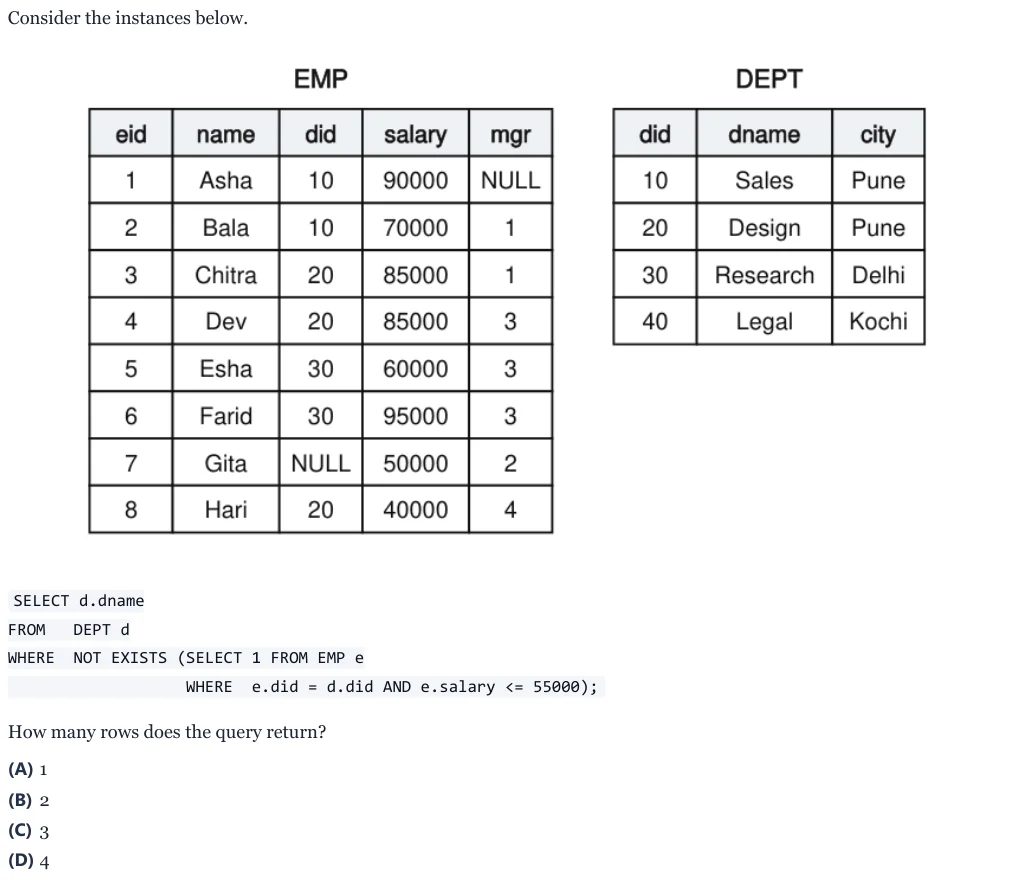 Consider the instances below.
EMP DEPT
eid name did salary mgr did dname city
1 Asha 10 90000 NULL 10 Sales Pune
2 Bala 10 70000 1 20 Design Pune
3 Chitra 20 85000 1 30 Research Delhi
4 Dev 20 85000 3 40 Legal Kochi
5 Esha 30 60000 3
6 Farid 30 95000 3
7 Gita NULL 50000 2
8 Hari 20 40000 4
SELECT d.dname
FROM DEPT d
WHERE NOT EXISTS (SELECT 1 FROM EMP e
WHERE e.did = d.did AND e.salary <= 55000);
How many rows does the query return?
(A) 1
(B) 2
(C) 3
(D) 4